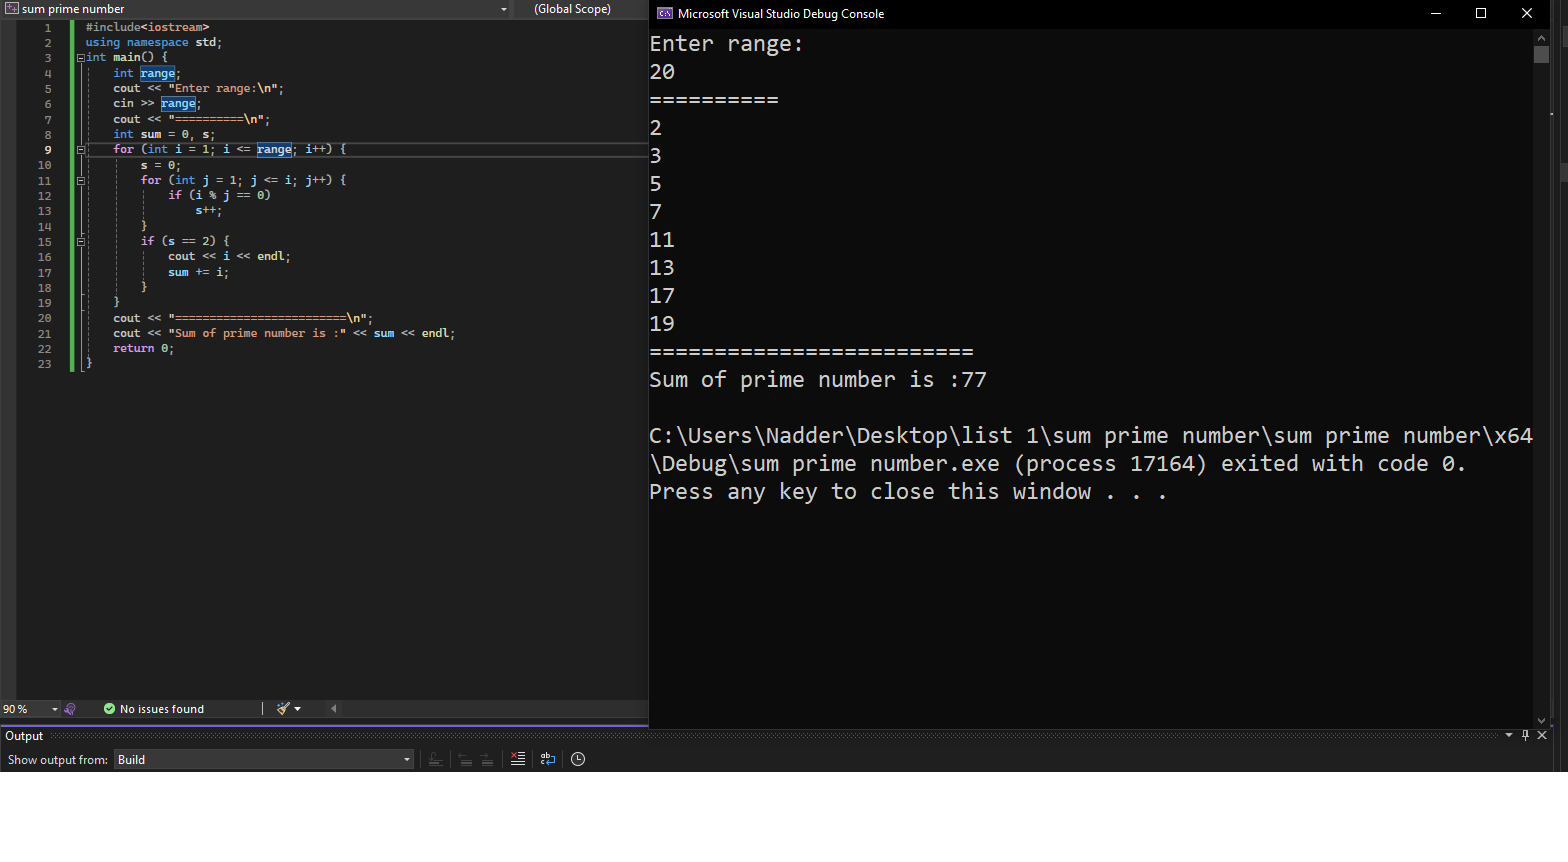 sum prime number
(Global Scope)
1 #include<iostream>
2 using namespace std;
3 int main() {
4 int range;
5 cout << "Enter range:\n";
6 cin >> range;
7 cout << "==========\n";
8 int sum = 0, s;
9 for (int i = 1; i <= range; i++) {
10 s = 0;
11 for (int j = 1; j <= i; j++) {
12 if (i % j == 0)
13 s++;
14 }
15 if (s == 2) {
16 cout << i << endl;
17 sum += i;
18 }
19 }
20 cout << "=========================\n";
21 cout << "Sum of prime number is :" << sum << endl;
22 return 0;
23 }
90 %
No issues found
Microsoft Visual Studio Debug Console
Enter range:
20
==========
2
3
5
7
11
13
17
19
=========================
Sum of prime number is :77
C:\Users\Nadder\Desktop\list 1\sum prime number\sum prime number\x64
\Debug\sum prime number.exe (process 17164) exited with code 0.
Press any key to close this window . . .
Output
Show output from: Build